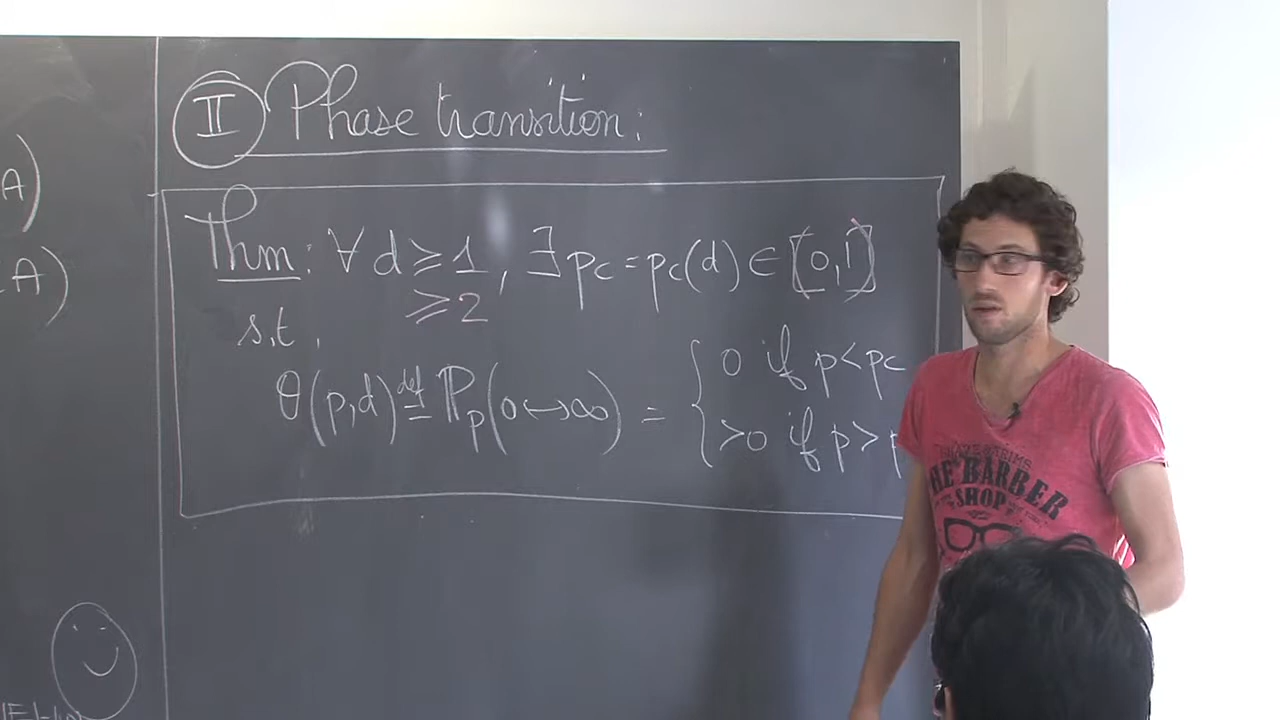 A)
A)
II Phase transition:
Thm: ∀ d ⩾ 1, ∃ pc = pc(d) ∈ [0,1]
⩾ 2
s.t.
θ(p,d) def= ℙp(0 ↔ ∞) = { 0 if p < pc
> 0 if p > p
THE BARBER
SHOP